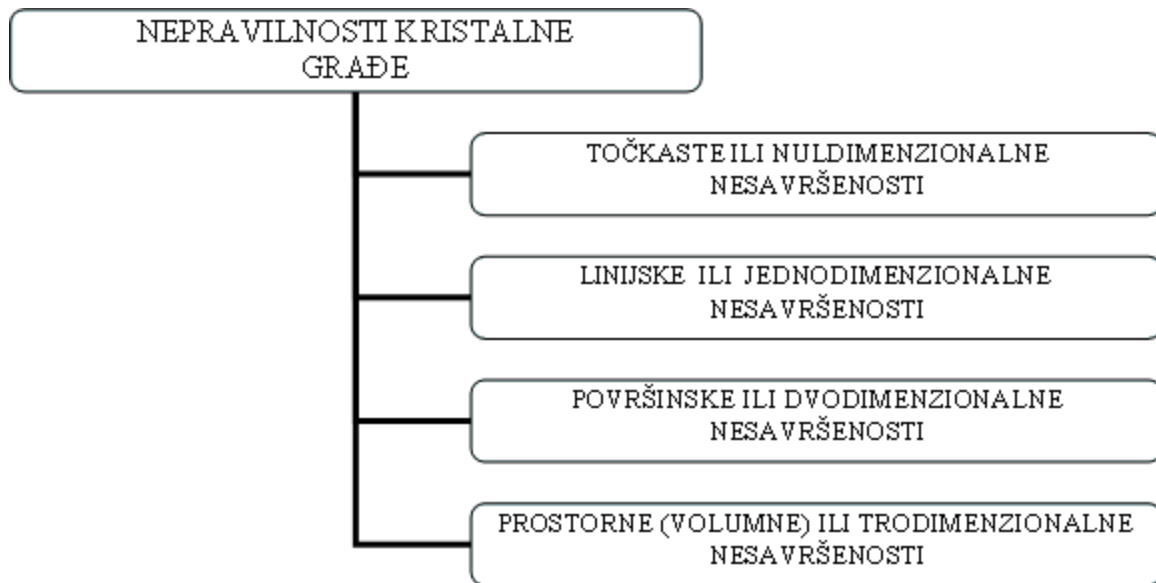 NEPRAVILNOSTI KRISTALNE
GRAĐE
TOČKASTE ILI NULDIMENZIONALNE
NESAVRŠENOSTI
LINIJSKE ILI JEDNODIMENZIONALNE
NESAVRŠENOSTI
POVRŠINSKE ILI DVODIMENZIONALNE
NESAVRŠENOSTI
PROSTORNE (VOLUMNE) ILI TRODIMENZIONALNE
NESAVRŠENOSTI